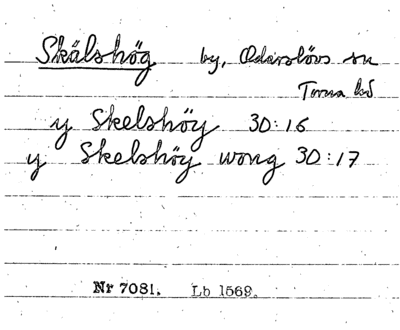 Skälshög by, Odarslövs sn
Torna hd
y Skelshöy 30:16
y Skelshöy wong 30:17
Nr 7081. Lb 1569.